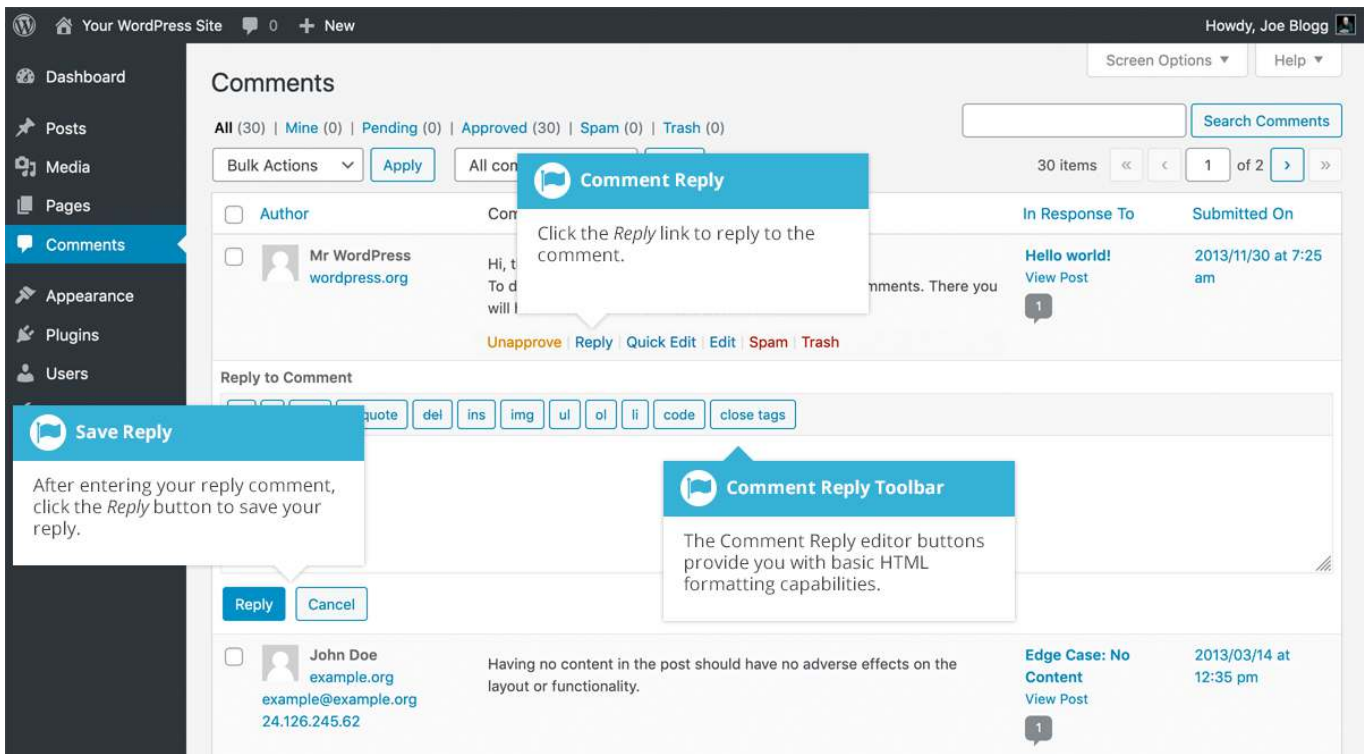 Your WordPress Site 0 + New Howdy, Joe Blogg
Screen Options ▼ Help ▼
Dashboard
Posts
Media
Pages
Comments
Appearance
Plugins
Users
Comments
All (30) | Mine (0) | Pending (0) | Approved (30) | Spam (0) | Trash (0)
Search Comments
Bulk Actions Apply All
30 items « ‹ 1 of 2 › »
Comment Reply
Click the Reply link to reply to the
comment.
Author In Response To Submitted On
Mr WordPress
wordpress.org
Hi,
To
will
mments. There you
Unapprove | Reply | Quick Edit | Edit | Spam | Trash
Hello world!
View Post
1
2013/11/30 at 7:25
am
Reply to Comment
quote del ins img ul ol li code close tags
Save Reply
After entering your reply comment,
click the Reply button to save your
reply.
Comment Reply Toolbar
The Comment Reply editor buttons
provide you with basic HTML
formatting capabilities.
Reply Cancel
John Doe
example.org
example@example.org
24.126.245.62
Having no content in the post should have no adverse effects on the
layout or functionality.
Edge Case: No
Content
View Post
1
2013/03/14 at
12:35 pm